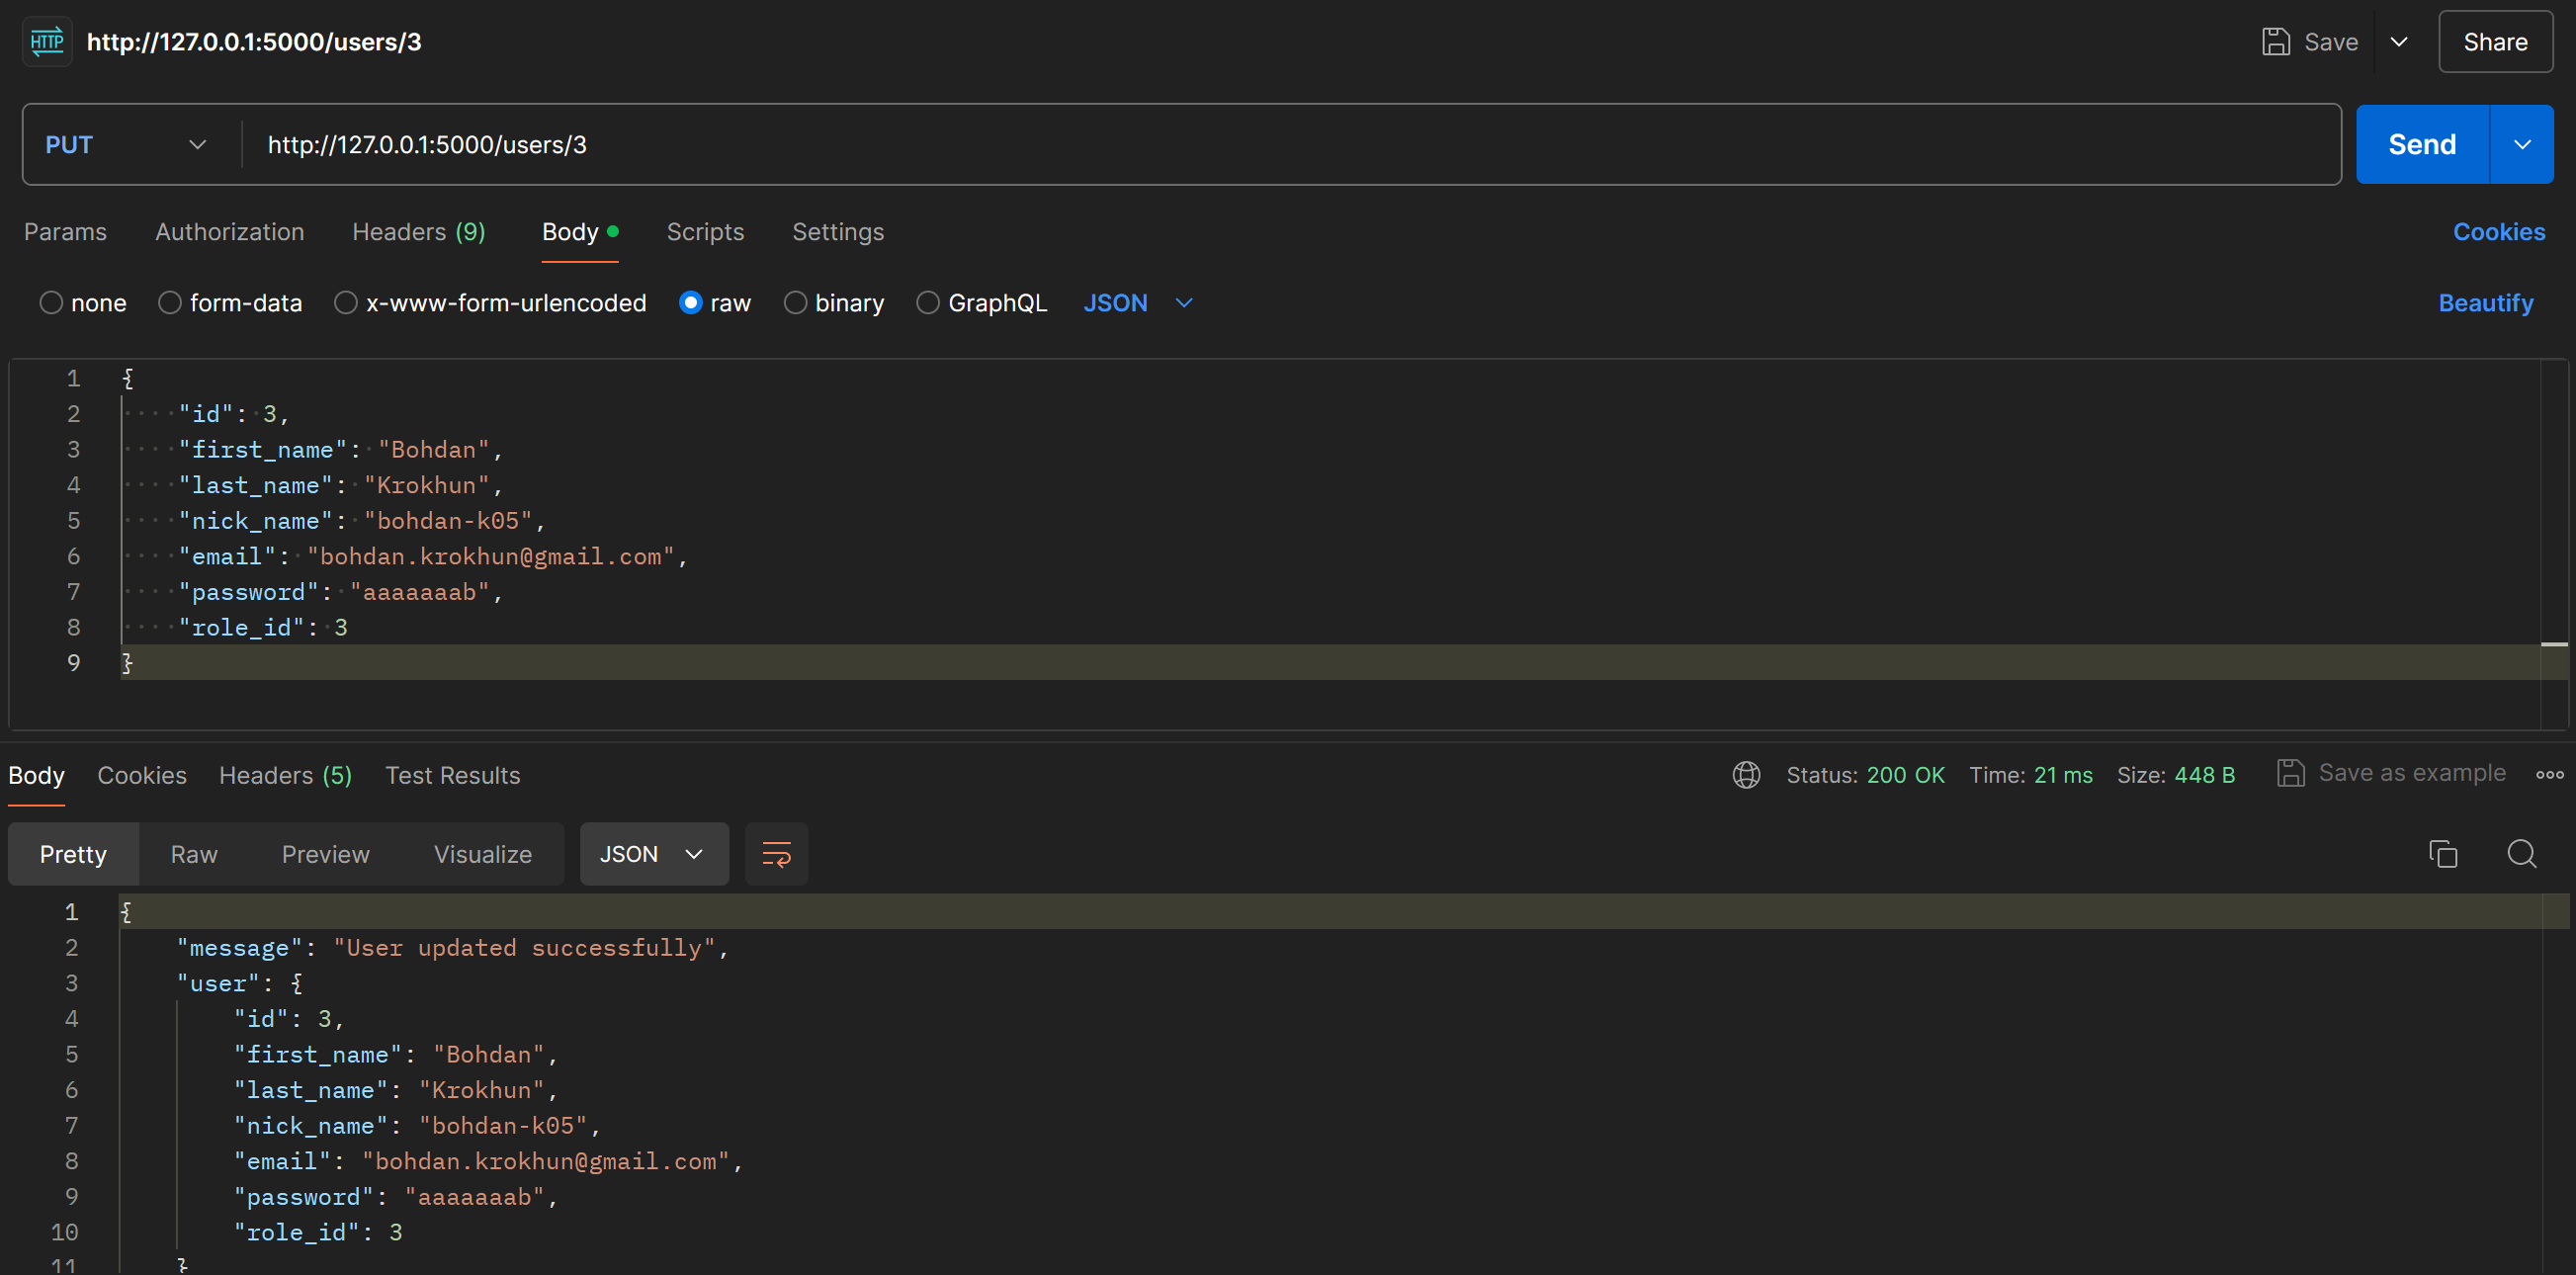 HTTP http://127.0.0.1:5000/users/3 Save Share
PUT http://127.0.0.1:5000/users/3 Send
Params Authorization Headers (9) Body Scripts Settings Cookies
none form-data x-www-form-urlencoded raw binary GraphQL JSON Beautify
1 {
2 "id": 3,
3 "first_name": "Bohdan",
4 "last_name": "Krokhun",
5 "nick_name": "bohdan-k05",
6 "email": "bohdan.krokhun@gmail.com",
7 "password": "aaaaaaab",
8 "role_id": 3
9 }
Body Cookies Headers (5) Test Results Status: 200 OK Time: 21 ms Size: 448 B Save as example
Pretty Raw Preview Visualize JSON
1 {
2 "message": "User updated successfully",
3 "user": {
4 "id": 3,
5 "first_name": "Bohdan",
6 "last_name": "Krokhun",
7 "nick_name": "bohdan-k05",
8 "email": "bohdan.krokhun@gmail.com",
9 "password": "aaaaaaab",
10 "role_id": 3
11 }